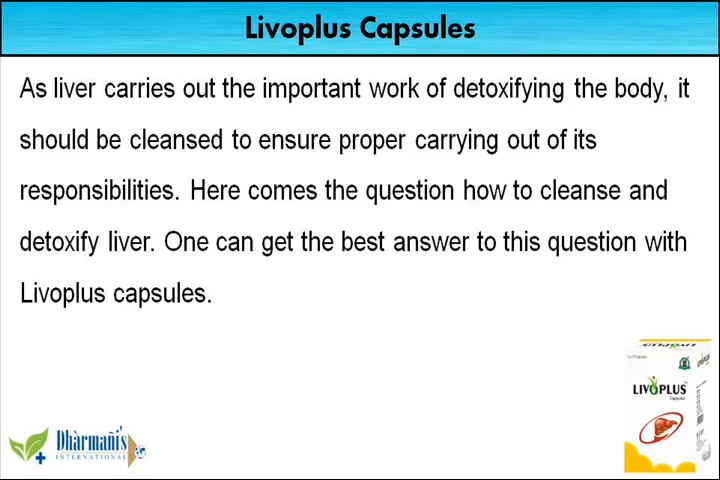 Livoplus Capsules
As liver carries out the important work of detoxifying the body, it
should be cleansed to ensure proper carrying out of its
responsibilities. Here comes the question how to cleanse and
detoxify liver. One can get the best answer to this question with
Livoplus capsules.
LIVOPLUS
Capsules
Dhàrmañi's
INTERNATIONAL